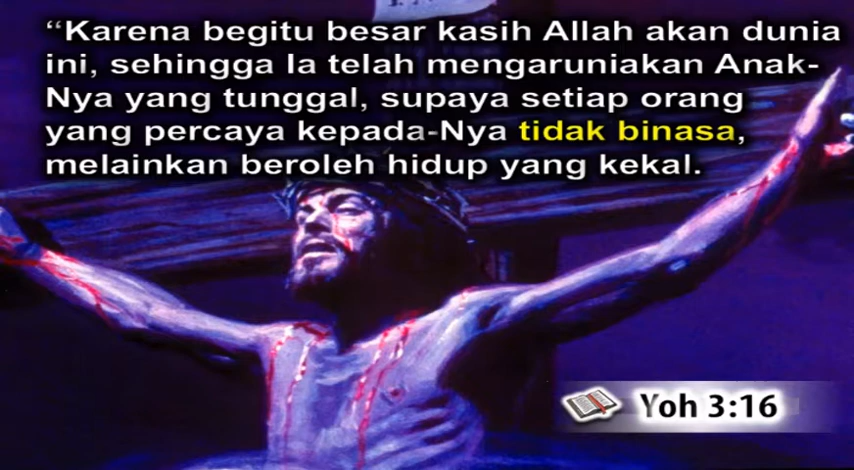 “Karena begitu besar kasih Allah akan dunia
ini, sehingga Ia telah mengaruniakan Anak-
Nya yang tunggal, supaya setiap orang
yang percaya kepada-Nya tidak binasa,
melainkan beroleh hidup yang kekal.
Yoh 3:16